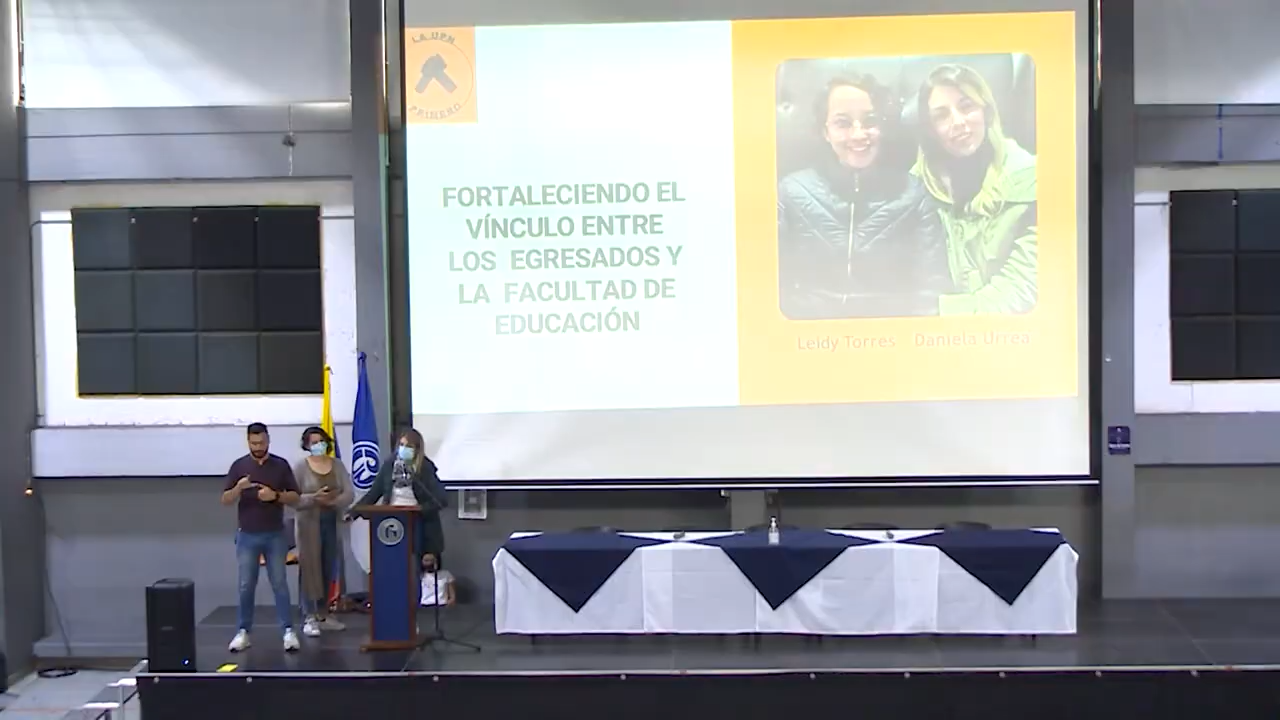 LA UPN
PRIMERO
FORTALECIENDO EL
VÍNCULO ENTRE
LOS EGRESADOS Y
LA FACULTAD DE
EDUCACIÓN
Leidy Torres - Daniela Urrea